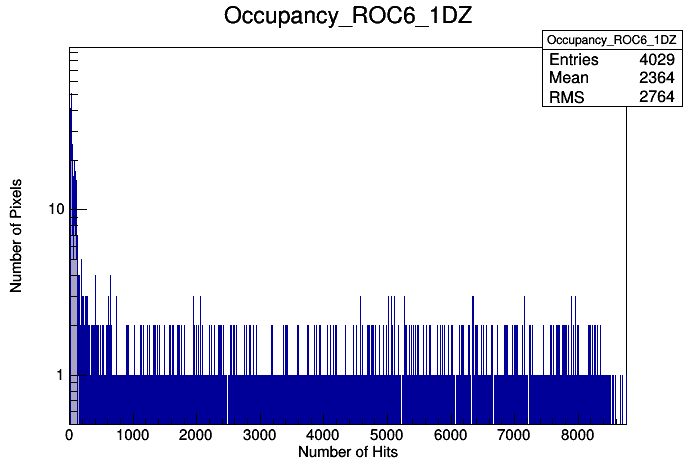 Occupancy_ROC6_1DZ
Occupancy_ROC6_1DZ
Entries 4029
Mean 2364
RMS 2764
Number of Pixels
10
1
0 1000 2000 3000 4000 5000 6000 7000 8000
Number of Hits